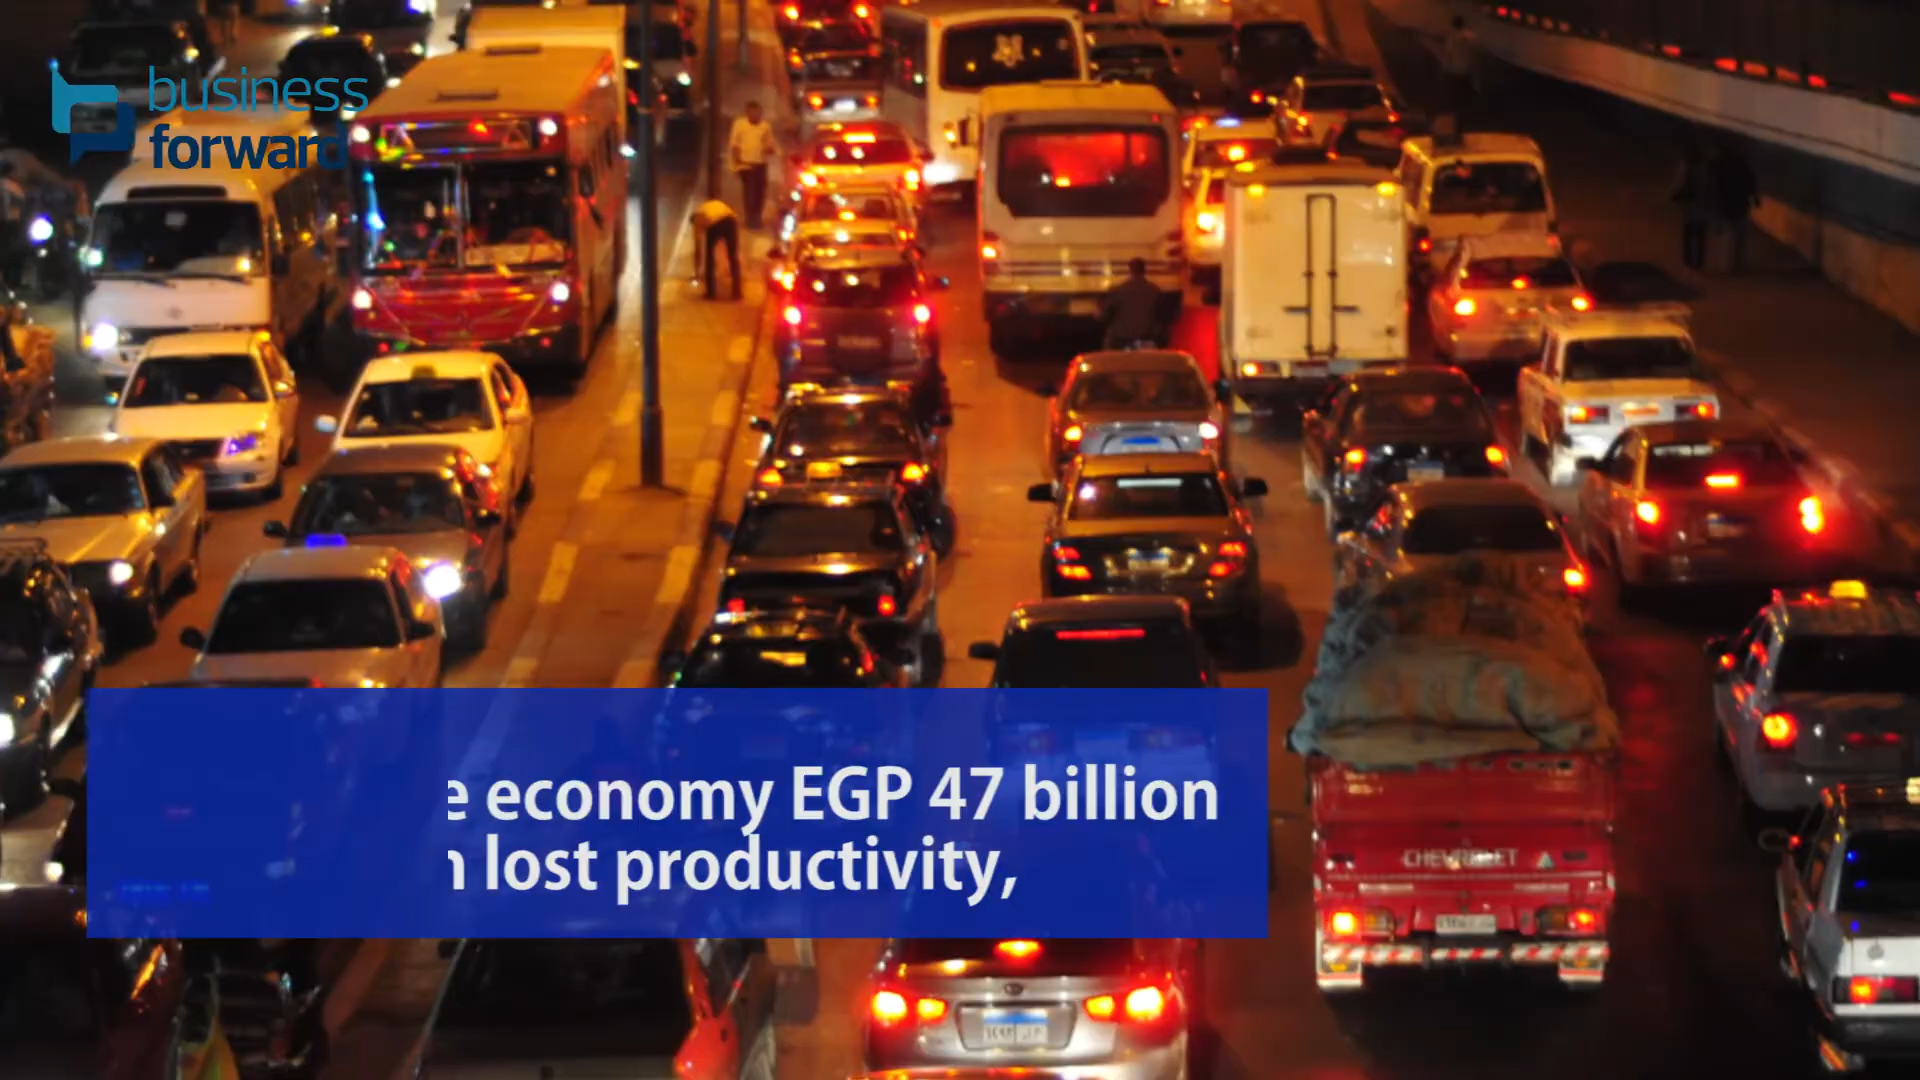 business
forward
e economy EGP 47 billion
lost productivity,
CHEVROLET